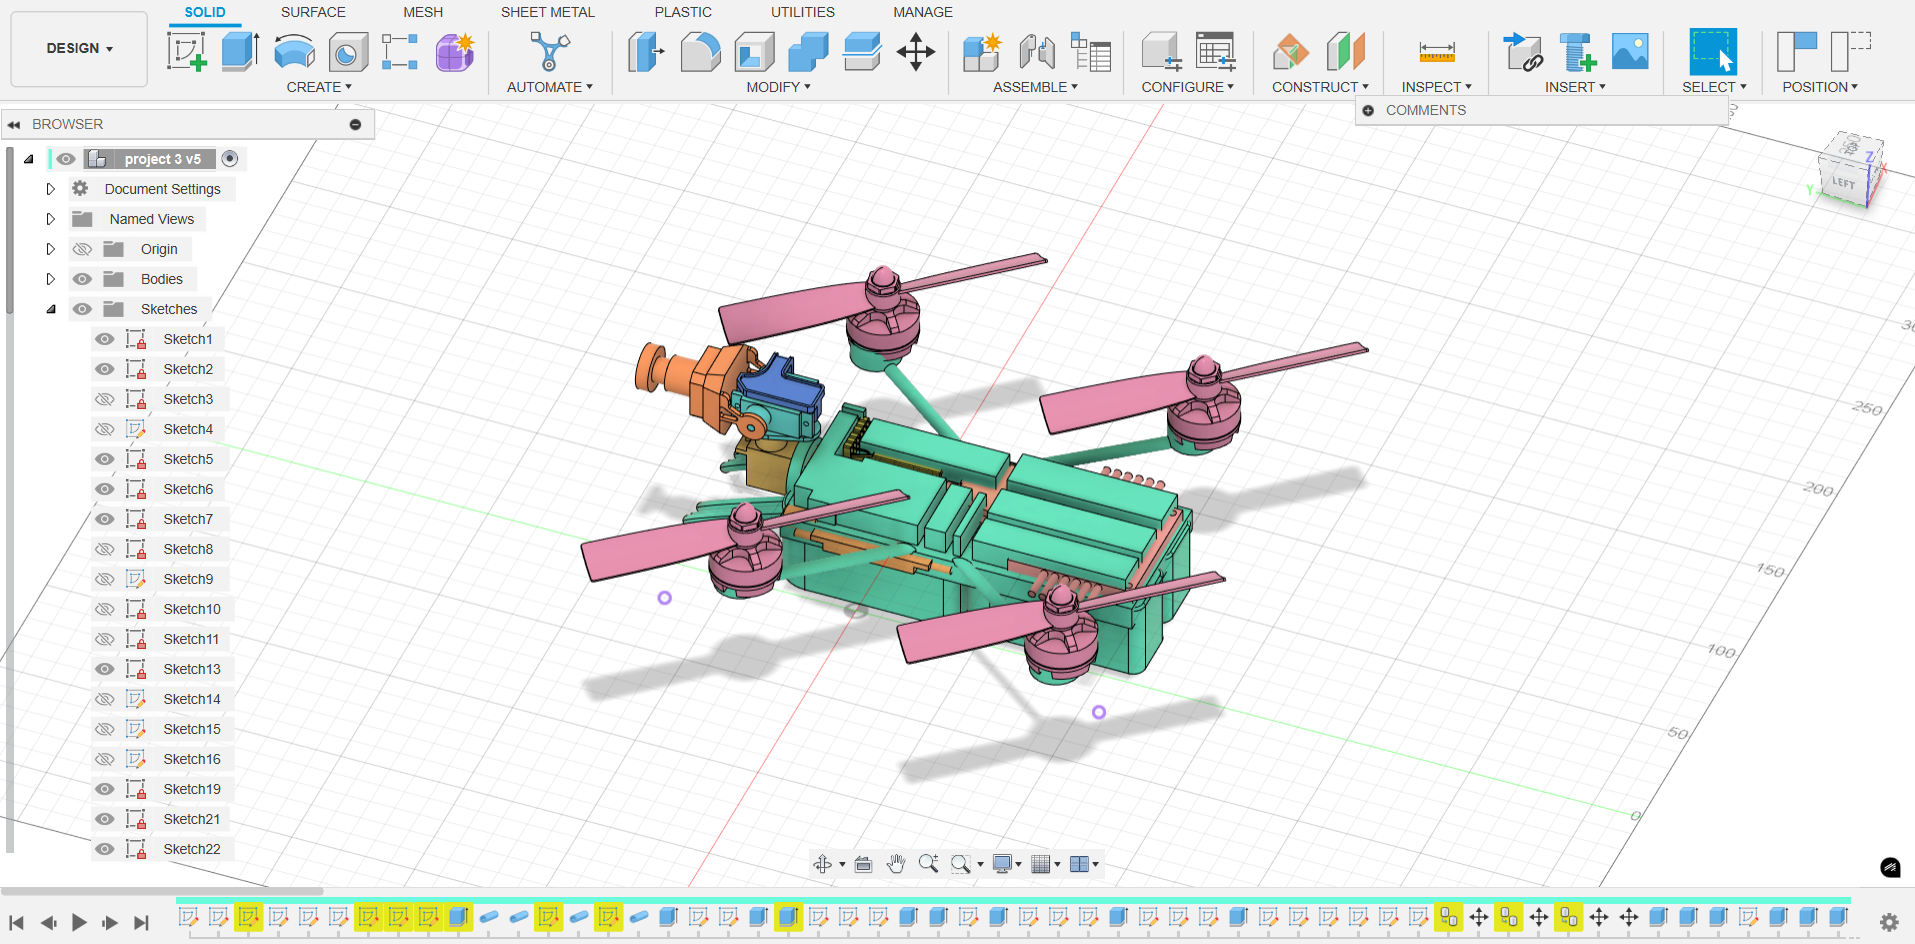 SOLID SURFACE MESH SHEET METAL PLASTIC UTILITIES MANAGE
DESIGN
CREATE AUTOMATE MODIFY ASSEMBLE CONFIGURE CONSTRUCT INSPECT INSERT SELECT POSITION
COMMENTS
BROWSER
project 3 v5
Document Settings
Named Views
Origin
Bodies
Sketches
Sketch1
Sketch2
Sketch3
Sketch4
Sketch5
Sketch6
Sketch7
Sketch8
Sketch9
Sketch10
Sketch11
Sketch13
Sketch14
Sketch15
Sketch16
Sketch19
Sketch21
Sketch22
Z
X
LEFT
Y
250
200
150
100
50
0